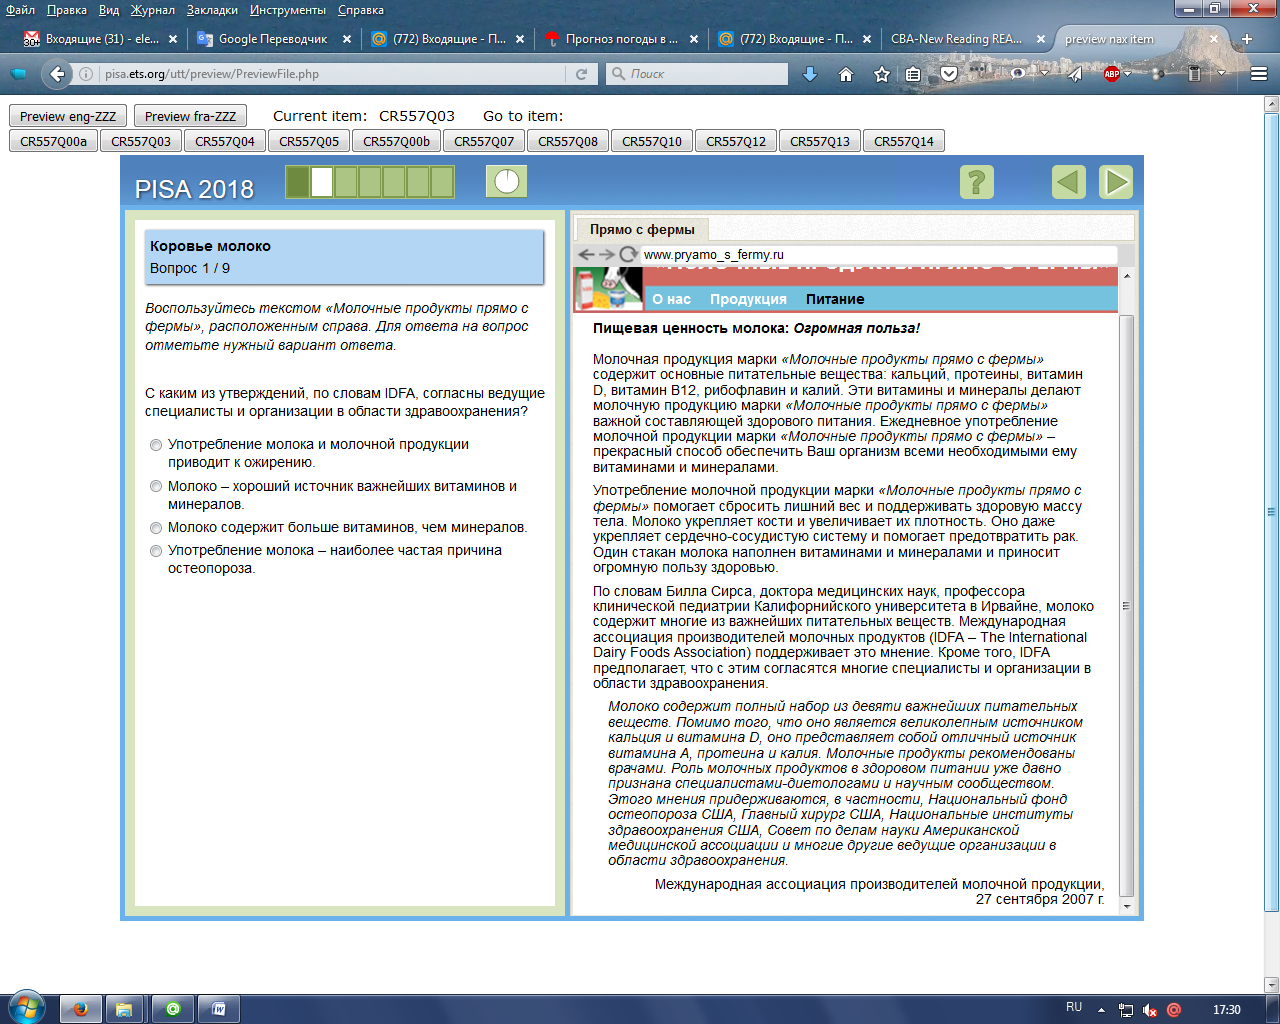 Файл Правка Вид Журнал Закладки Инструменты Справка
30+ Входящие (31) - ele... × Google Переводчик × (772) Входящие - П... × Прогноз погоды в ... × (772) Входящие - П... × CBA-New Reading REA... × preview nax item × +
pisa.ets.org/utt/preview/PreviewFile.php Поиск ABP
Preview eng-ZZZ Preview fra-ZZZ Current item: CR557Q03 Go to item:
CR557Q00a CR557Q03 CR557Q04 CR557Q05 CR557Q00b CR557Q07 CR557Q08 CR557Q10 CR557Q12 CR557Q13 CR557Q14
PISA 2018 ?
Коровье молоко
Вопрос 1 / 9
Воспользуйтесь текстом «Молочные продукты прямо с
фермы», расположенным справа. Для ответа на вопрос
отметьте нужный вариант ответа.
С каким из утверждений, по словам IDFA, согласны ведущие
специалисты и организации в области здравоохранения?
Употребление молока и молочной продукции
приводит к ожирению.
Молоко – хороший источник важнейших витаминов и
минералов.
Молоко содержит больше витаминов, чем минералов.
Употребление молока – наиболее частая причина
остеопороза.
Прямо с фермы
www.pryamo_s_fermy.ru
«МОЛОЧНЫЕ ПРОДУКТЫ ПРЯМО С ФЕРМЫ»
О нас Продукция Питание
Пищевая ценность молока: Огромная польза!
Молочная продукция марки «Молочные продукты прямо с фермы»
содержит основные питательные вещества: кальций, протеины, витамин
D, витамин B12, рибофлавин и калий. Эти витамины и минералы делают
молочную продукцию марки «Молочные продукты прямо с фермы»
важной составляющей здорового питания. Ежедневное употребление
молочной продукции марки «Молочные продукты прямо с фермы» –
прекрасный способ обеспечить Ваш организм всеми необходимыми ему
витаминами и минералами.
Употребление молочной продукции марки «Молочные продукты прямо с
фермы» помогает сбросить лишний вес и поддерживать здоровую массу
тела. Молоко укрепляет кости и увеличивает их плотность. Оно даже
укрепляет сердечно-сосудистую систему и помогает предотвратить рак.
Один стакан молока наполнен витаминами и минералами и приносит
огромную пользу здоровью.
По словам Билла Сирса, доктора медицинских наук, профессора
клинической педиатрии Калифорнийского университета в Ирвайне, молоко
содержит многие из важнейших питательных веществ. Международная
ассоциация производителей молочных продуктов (IDFA – The International
Dairy Foods Association) поддерживает это мнение. Кроме того, IDFA
предполагает, что с этим согласятся многие специалисты и организации в
области здравоохранения.
Молоко содержит полный набор из девяти важнейших питательных
веществ. Помимо того, что оно является великолепным источником
кальция и витамина D, оно представляет собой отличный источник
витамина A, протеина и калия. Молочные продукты рекомендованы
врачами. Роль молочных продуктов в здоровом питании уже давно
признана специалистами-диетологами и научным сообществом.
Этого мнения придерживаются, в частности, Национальный фонд
остеопороза США, Главный хирург США, Национальные институты
здравоохранения США, Совет по делам науки Американской
медицинской ассоциации и многие другие ведущие организации в
области здравоохранения.
Международная ассоциация производителей молочной продукции,
27 сентября 2007 г.
RU 17:30